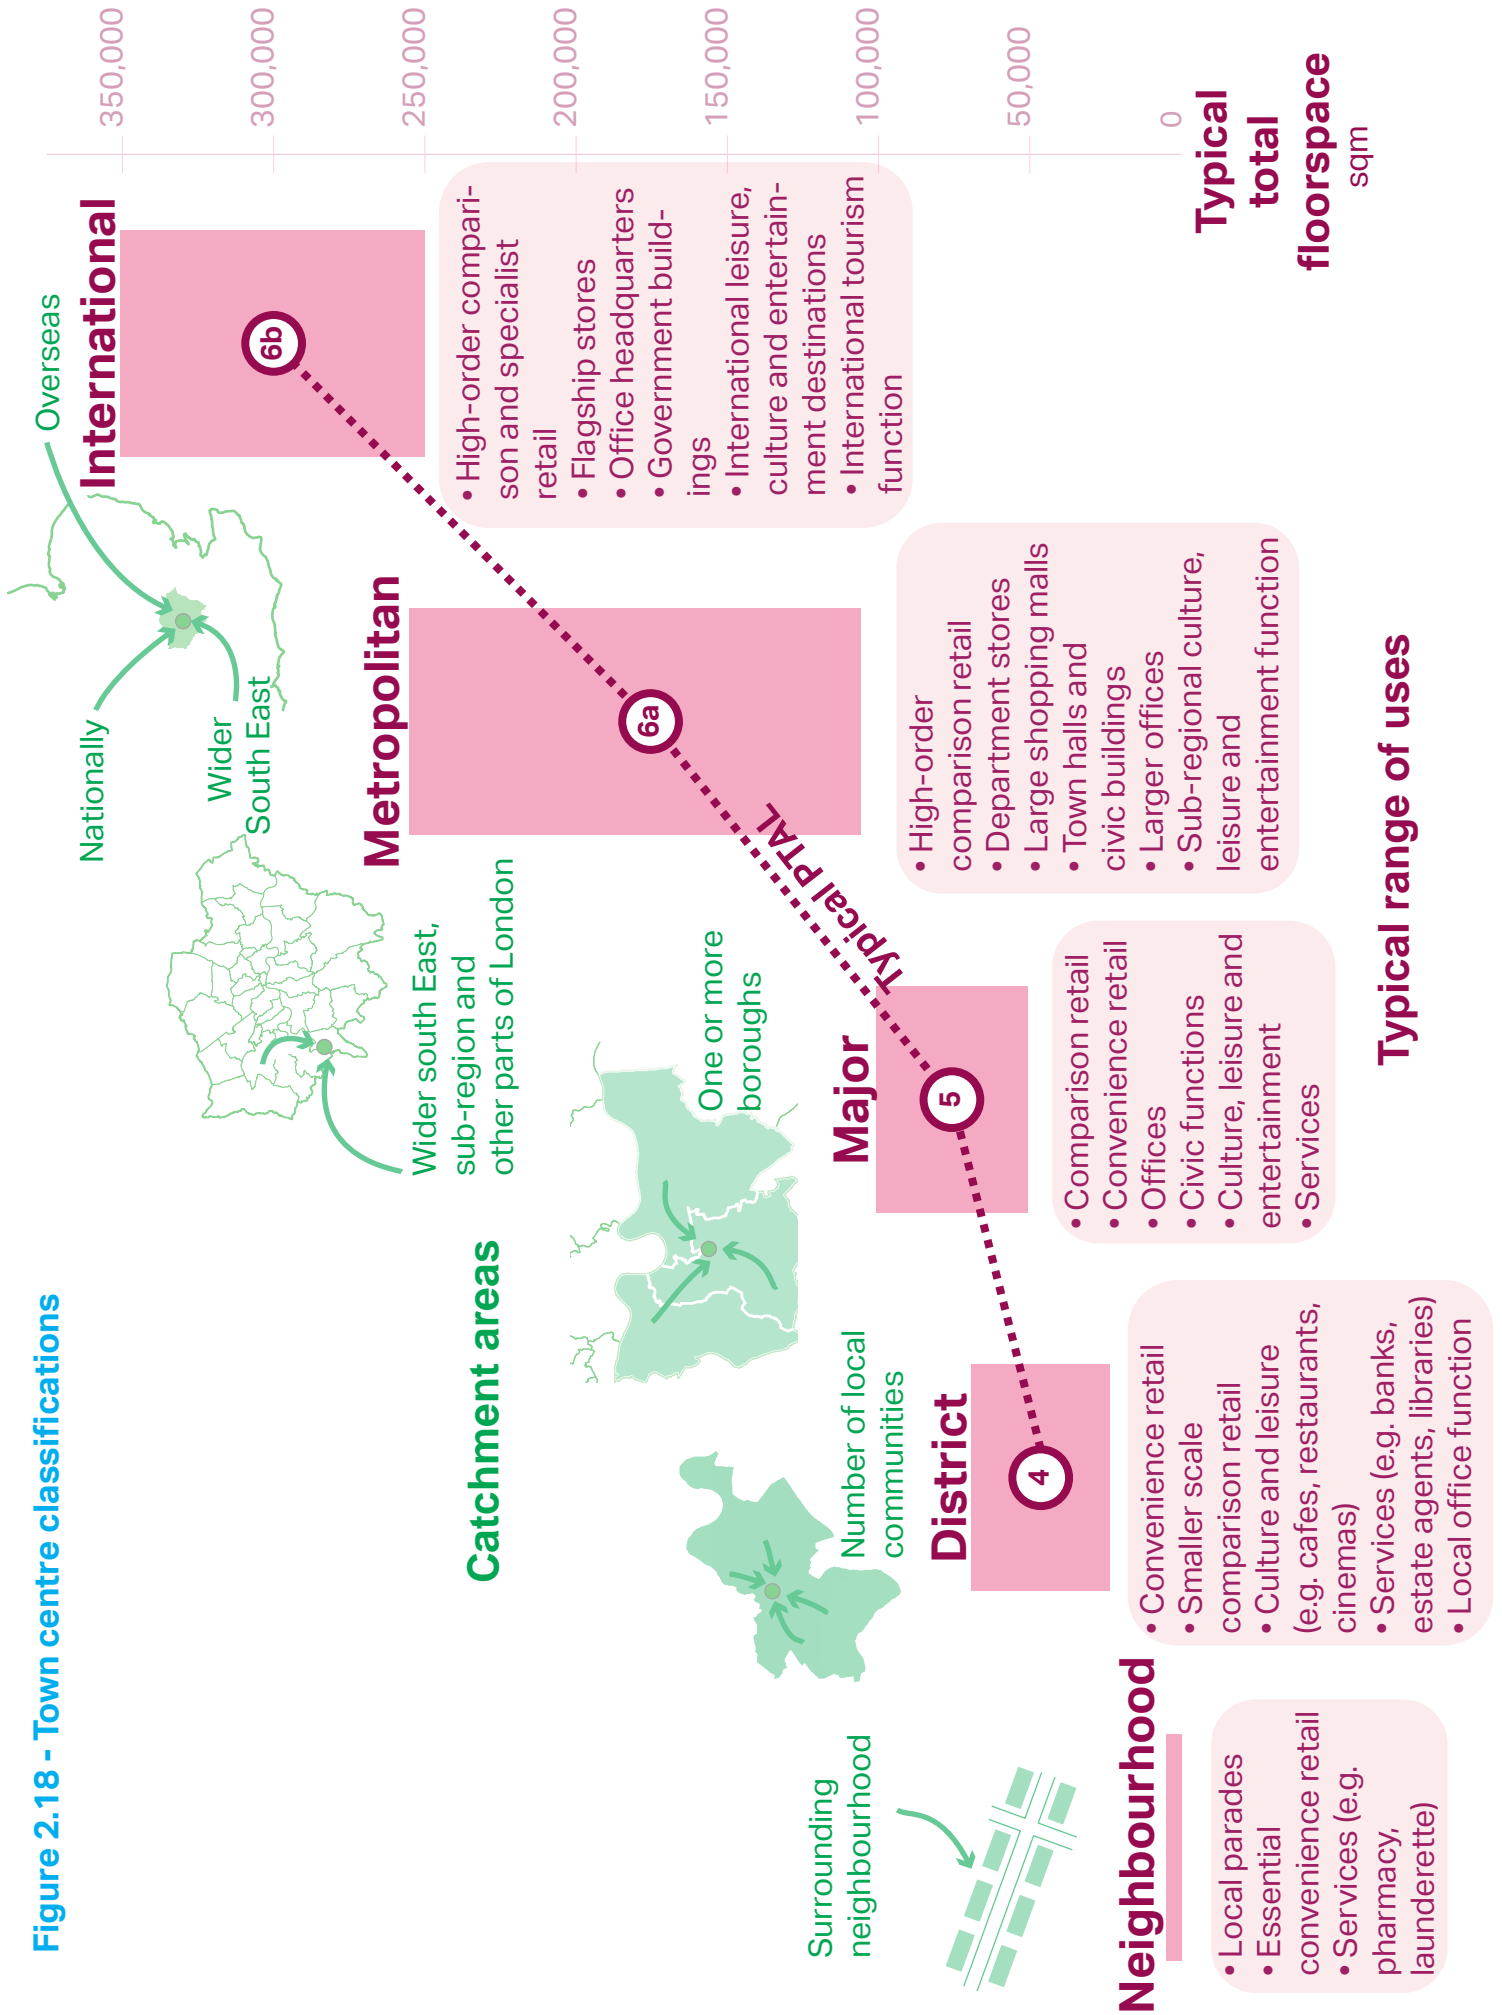 Figure 2.18 - Town centre classifications
Catchment areas
Surrounding
neighbourhood
Number of local
communities
One or more
boroughs
Wider south East,
sub-region and
other parts of London
Nationally
Wider
South East
Overseas
Neighbourhood
• Local parades
• Essential
convenience retail
• Services (e.g.
pharmacy,
launderette)
District
4
• Convenience retail
• Smaller scale
comparison retail
• Culture and leisure
(e.g. cafes, restaurants,
cinemas)
• Services (e.g. banks,
estate agents, libraries)
• Local office function
Major
5
• Comparison retail
• Convenience retail
• Offices
• Civic functions
• Culture, leisure and
entertainment
• Services
Typical PTAL
Metropolitan
6a
• High-order
comparison retail
• Department stores
• Large shopping malls
• Town halls and
civic buildings
• Larger offices
• Sub-regional culture,
leisure and
entertainment function
International
6b
• High-order compari-
son and specialist
retail
• Flagship stores
• Office headquarters
• Government build-
ings
• International leisure,
culture and entertain-
ment destinations
• International tourism
function
350,000
300,000
250,000
200,000
150,000
100,000
50,000
0
Typical
total
floorspace
sqm
Typical range of uses